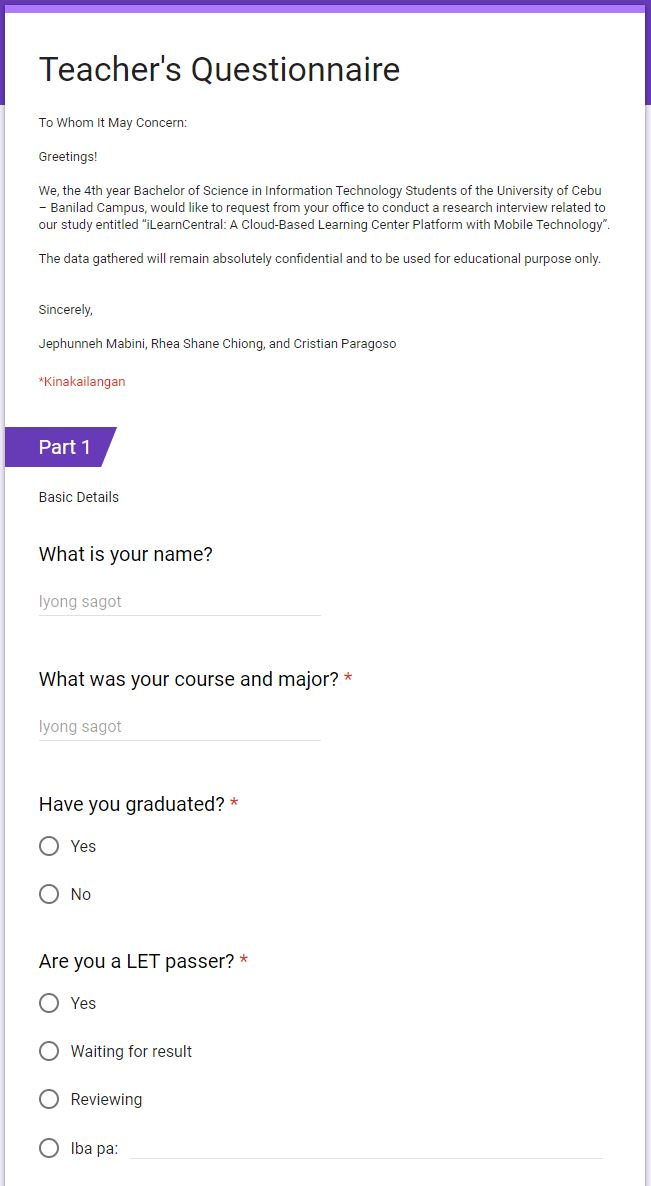 Teacher's Questionnaire
To Whom It May Concern:
Greetings!
We, the 4th year Bachelor of Science in Information Technology Students of the University of Cebu
– Banilad Campus, would like to request from your office to conduct a research interview related to
our study entitled “iLearnCentral: A Cloud-Based Learning Center Platform with Mobile Technology”.
The data gathered will remain absolutely confidential and to be used for educational purpose only.
Sincerely,
Jephunneh Mabini, Rhea Shane Chiong, and Cristian Paragoso
*Kinakailangan
Part 1
Basic Details
What is your name?
Iyong sagot
What was your course and major? *
Iyong sagot
Have you graduated? *
Yes
No
Are you a LET passer? *
Yes
Waiting for result
Reviewing
Iba pa: